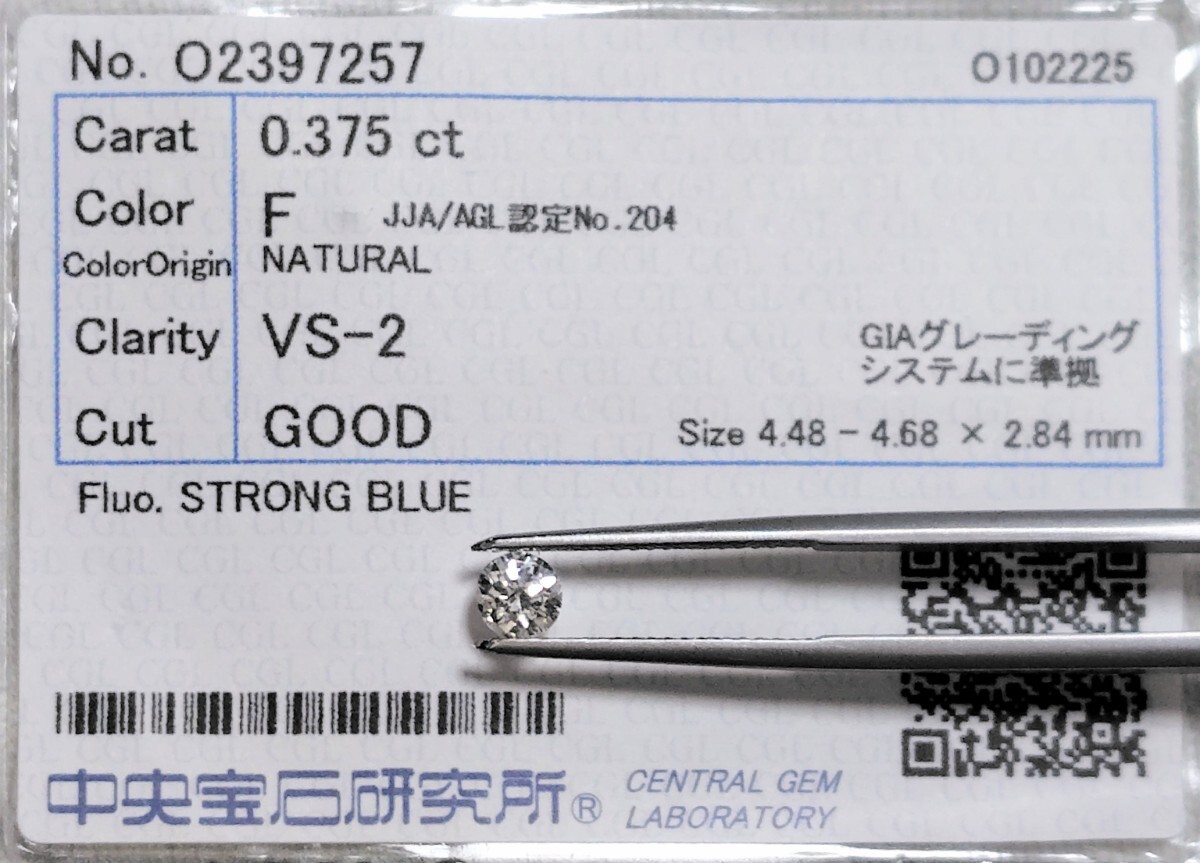 No. O2397257 O102225
Carat 0.375 ct
Color F JJA/AGL認定No.204
ColorOrigin NATURAL
Clarity VS-2 GIAグレーディング
システムに準拠
Cut GOOD Size 4.48 - 4.68 × 2.84 mm
Fluo. STRONG BLUE
中央宝石研究所® CENTRAL GEM
LABORATORY